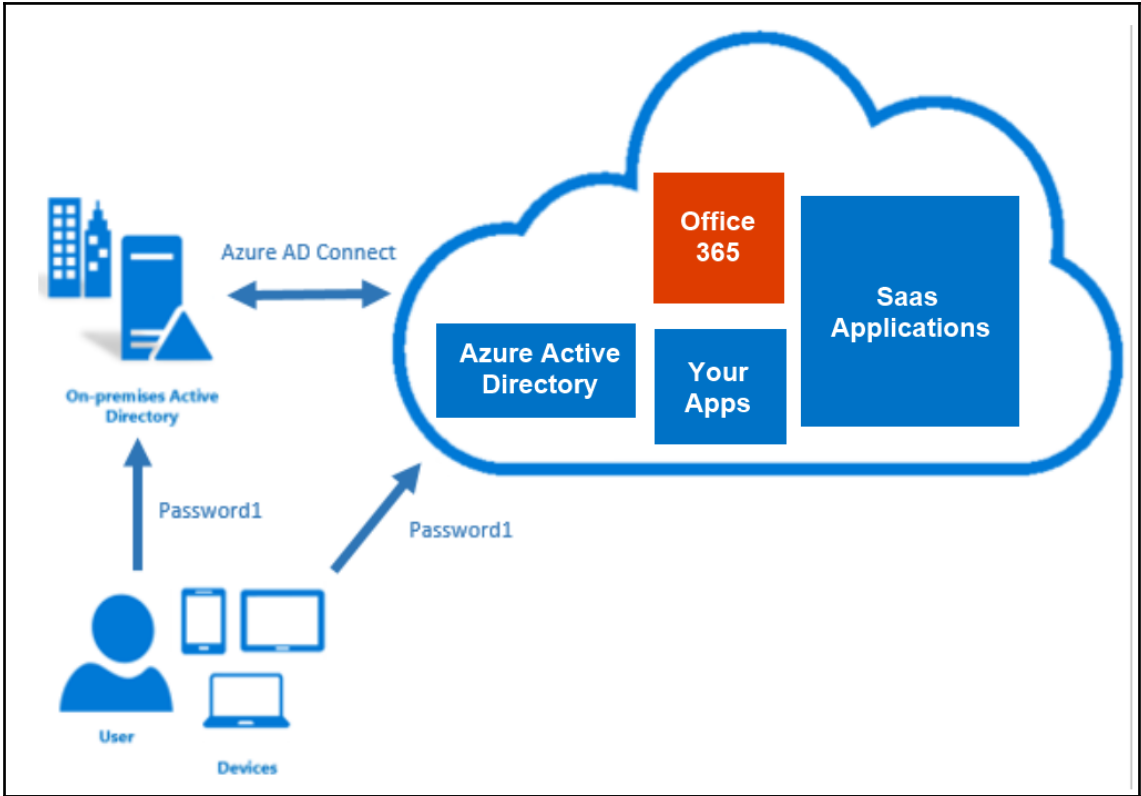 Office
365
Saas
Applications
Azure AD Connect
Azure Active
Directory
Your
Apps
On-premises Active
Directory
Password1
Password1
User
Devices